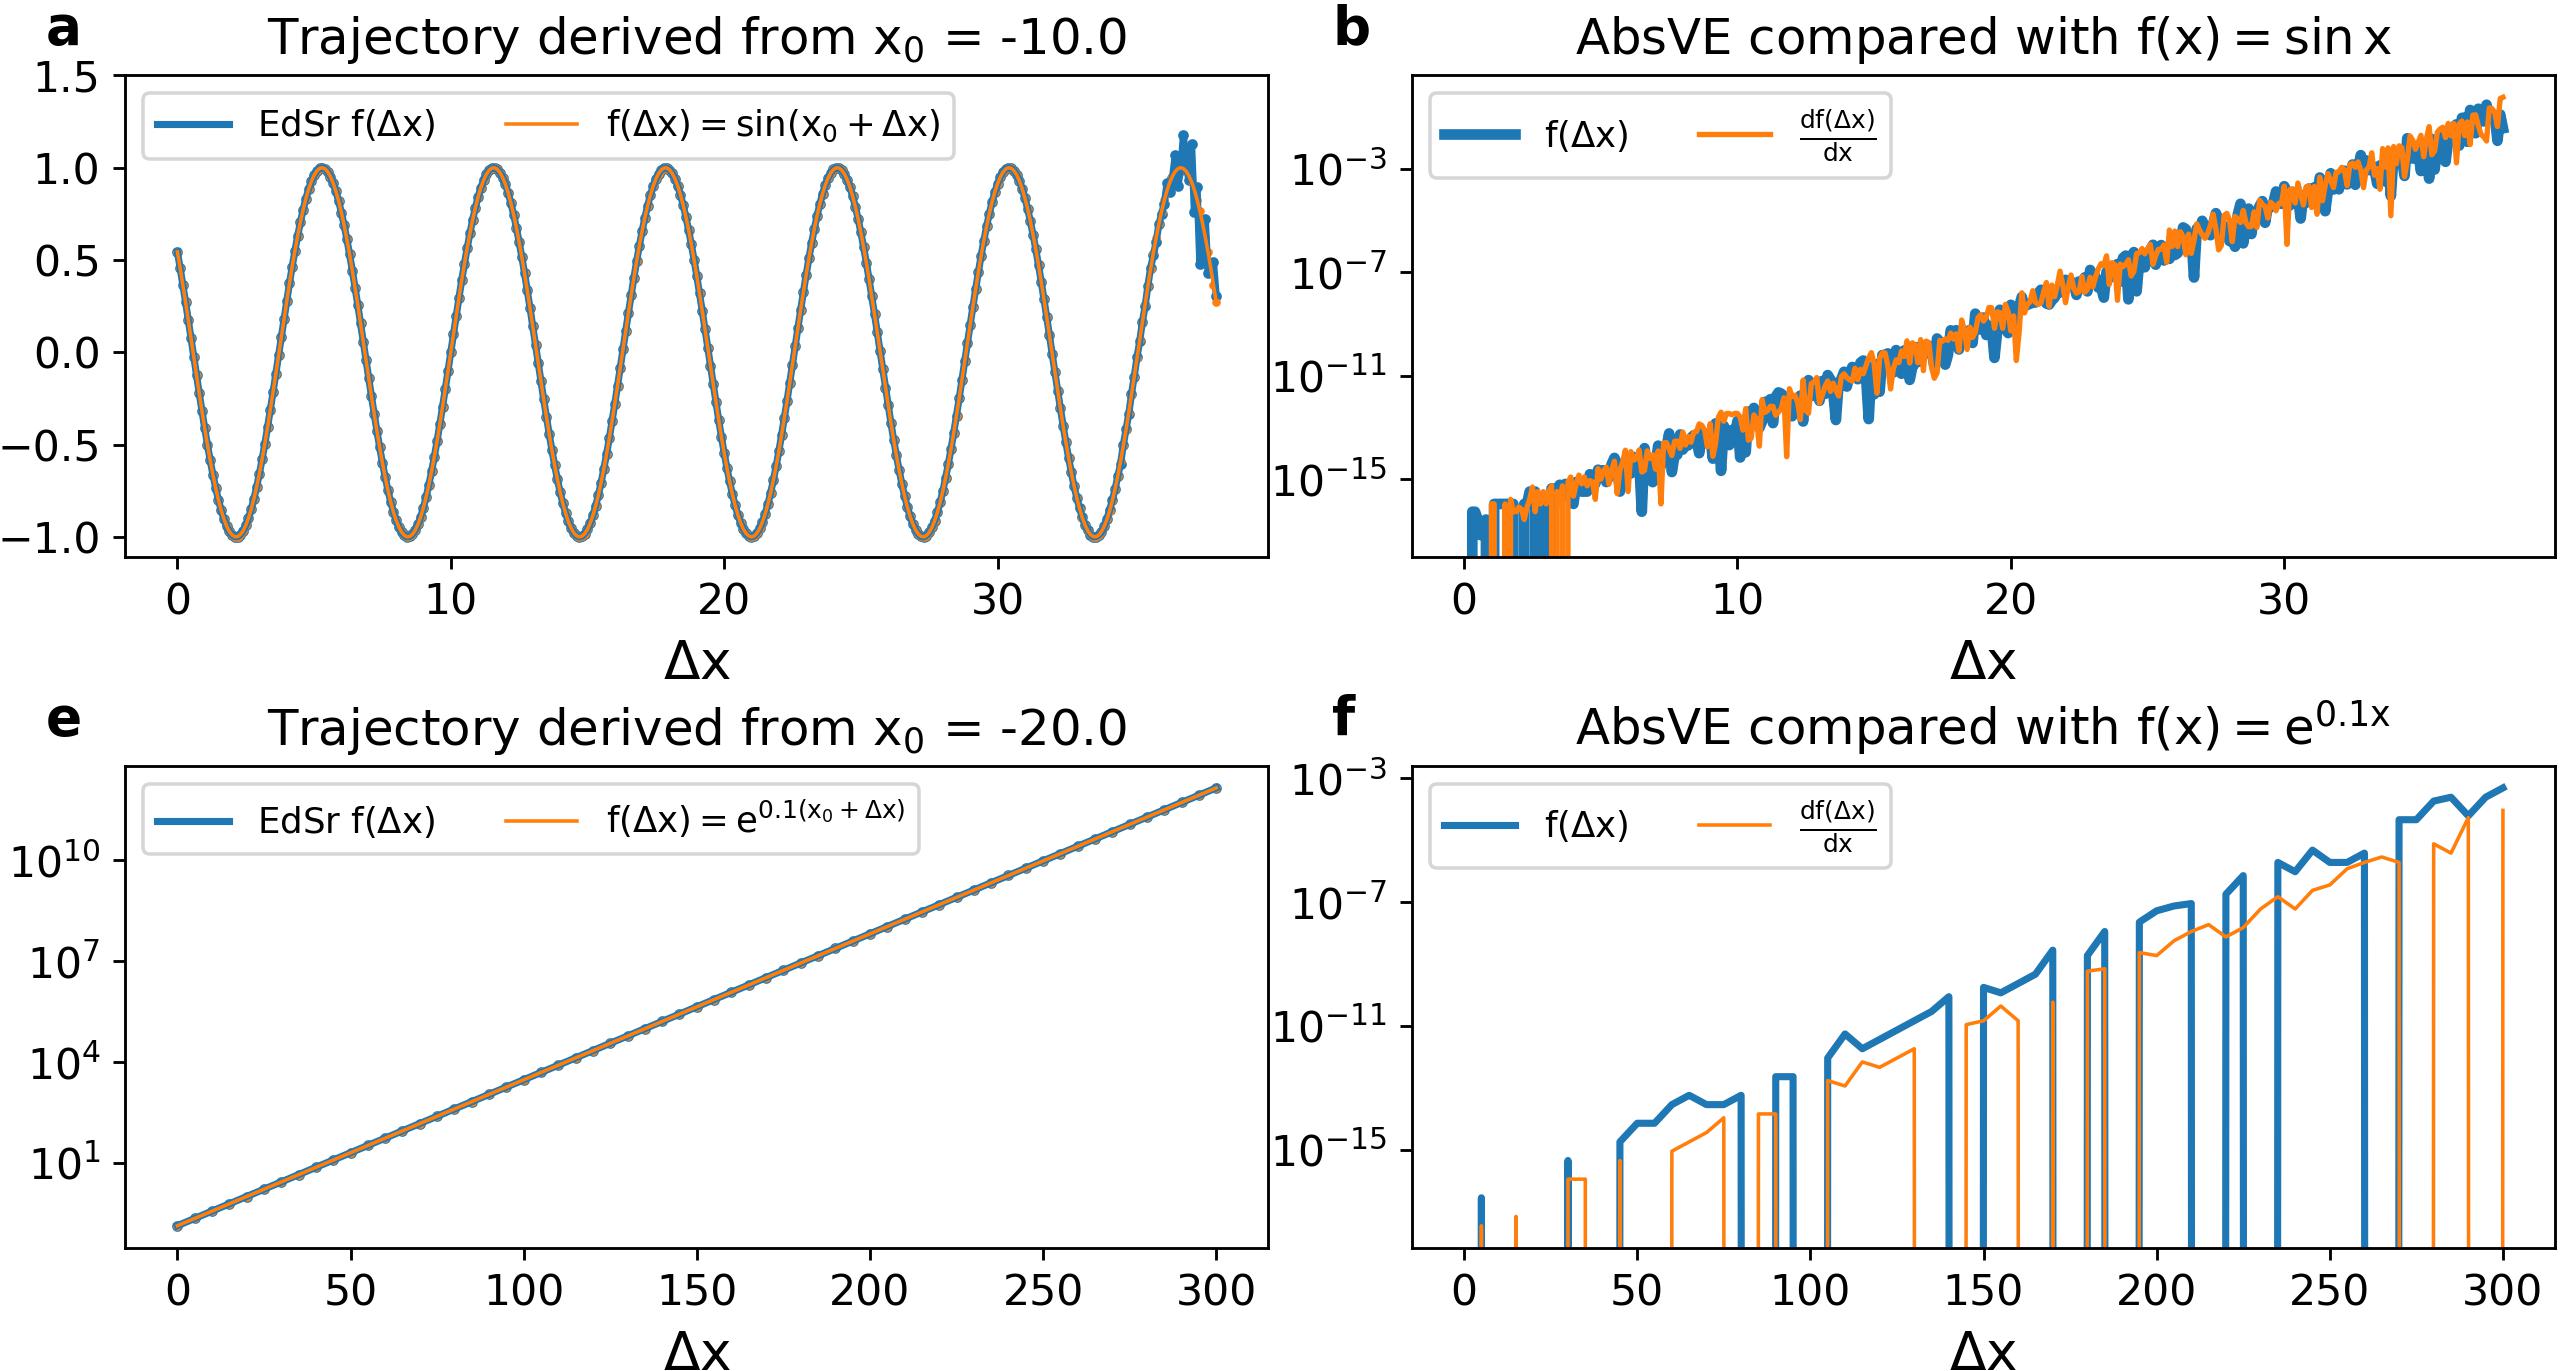 a
Trajectory derived from x₀ = -10.0
EdSr f(Δx)
f(Δx) = sin(x₀ + Δx)
1.5
1.0
0.5
0.0
−0.5
−1.0
0 10 20 30
Δx
b
AbsVE compared with f(x) = sin x
f(Δx)
df(Δx)
dx
10⁻³
10⁻⁷
10⁻¹¹
10⁻¹⁵
0 10 20 30
Δx
e
Trajectory derived from x₀ = -20.0
EdSr f(Δx)
f(Δx) = e^{0.1(x₀ + Δx)}
10¹⁰
10⁷
10⁴
10¹
0 50 100 150 200 250 300
Δx
f
AbsVE compared with f(x) = e^{0.1x}
f(Δx)
df(Δx)
dx
10⁻³
10⁻⁷
10⁻¹¹
10⁻¹⁵
0 50 100 150 200 250 300
Δx